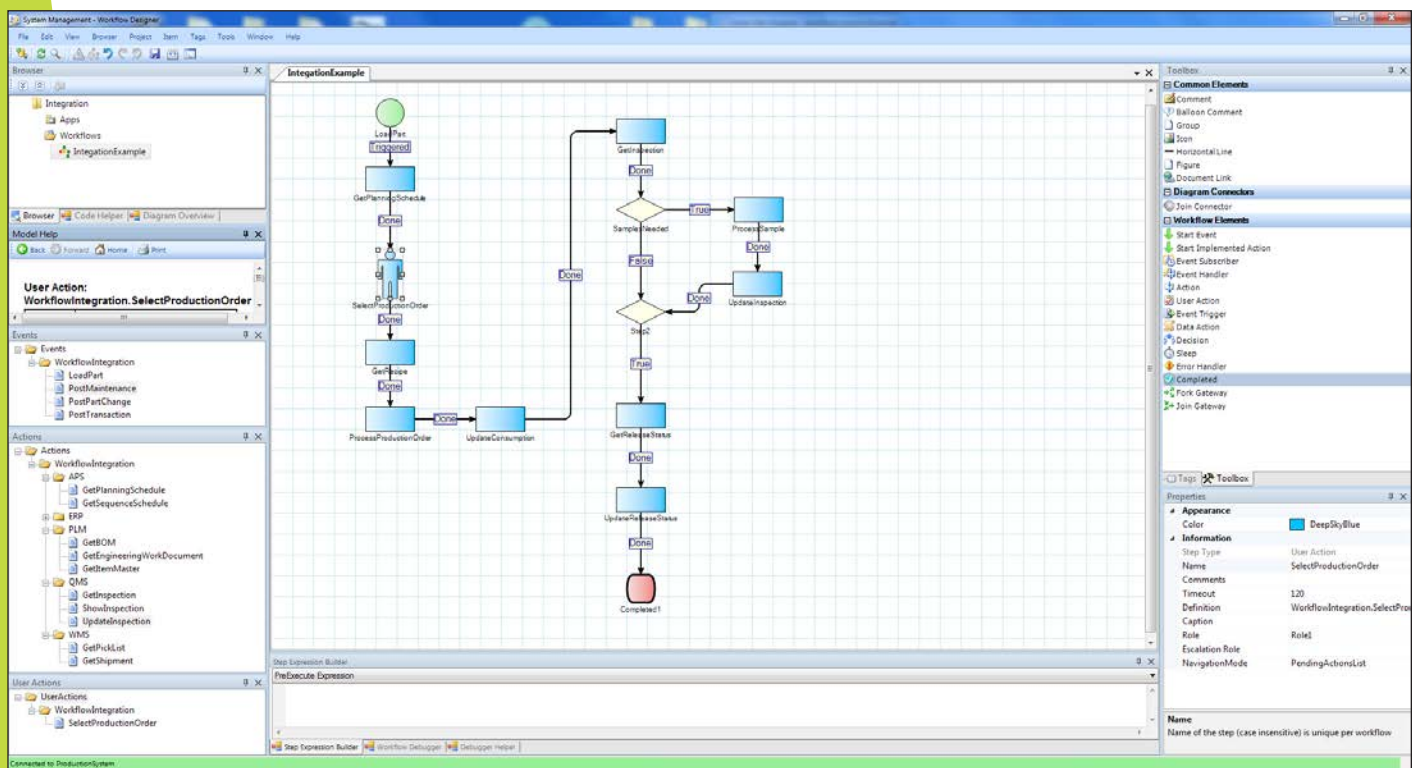 System Management - Workflow Designer
File Edit View Browser Project Item Tags Tools Window Help
Browser
Integration
Apps
Workflows
IntegationExample
Browser Code Helper Diagram Overview
Model Help
Back Forward Home Print
User Action:
WorkflowIntegration.SelectProductionOrder
Events
Events
WorkflowIntegration
LoadPart
PostMaintenance
PostPartChange
PostTransaction
Actions
Actions
WorkflowIntegration
APS
GetPlanningSchedule
GetSequenceSchedule
ERP
PLM
GetBOM
GetEngineeringWorkDocument
GetItemMaster
QMS
GetInspection
ShowInspection
UpdateInspection
WMS
GetPickList
GetShipment
User Actions
UserActions
WorkflowIntegration
SelectProductionOrder
IntegationExample
LoadPart
Triggered
GetPlanningSchedule
Done
SelectProductionOrder
Done
GetRecipe
Done
ProcessProductionOrder
Done
UpdateConsumption
Done
GetInspection
Done
SamplesNeeded
True
ProcessSample
Done
UpdateInspection
Done
False
Step2
True
GetReleaseStatus
Done
UpdateReleaseStatus
Done
Completed1
Step Expression Builder
PreExecute Expression
Step Expression Builder Workflow Debugger Debugger Helper
Toolbox
Common Elements
Comment
Balloon Comment
Group
Icon
Horizontal Line
Figure
Document Link
Diagram Connectors
Join Connector
Workflow Elements
Start Event
Start Implemented Action
Event Subscriber
Event Handler
Action
User Action
Event Trigger
Data Action
Decision
Sleep
Error Handler
Completed
Fork Gateway
Join Gateway
Tags Toolbox
Properties
Appearance
Color DeepSkyBlue
Information
Step Type User Action
Name SelectProductionOrder
Comments
Timeout 120
Definition WorkflowIntegration.SelectPro
Caption
Role Role1
Escalation Role
NavigationMode PendingActionsList
Name
Name of the step (case insensitive) is unique per workflow
Connected to ProductionSystem